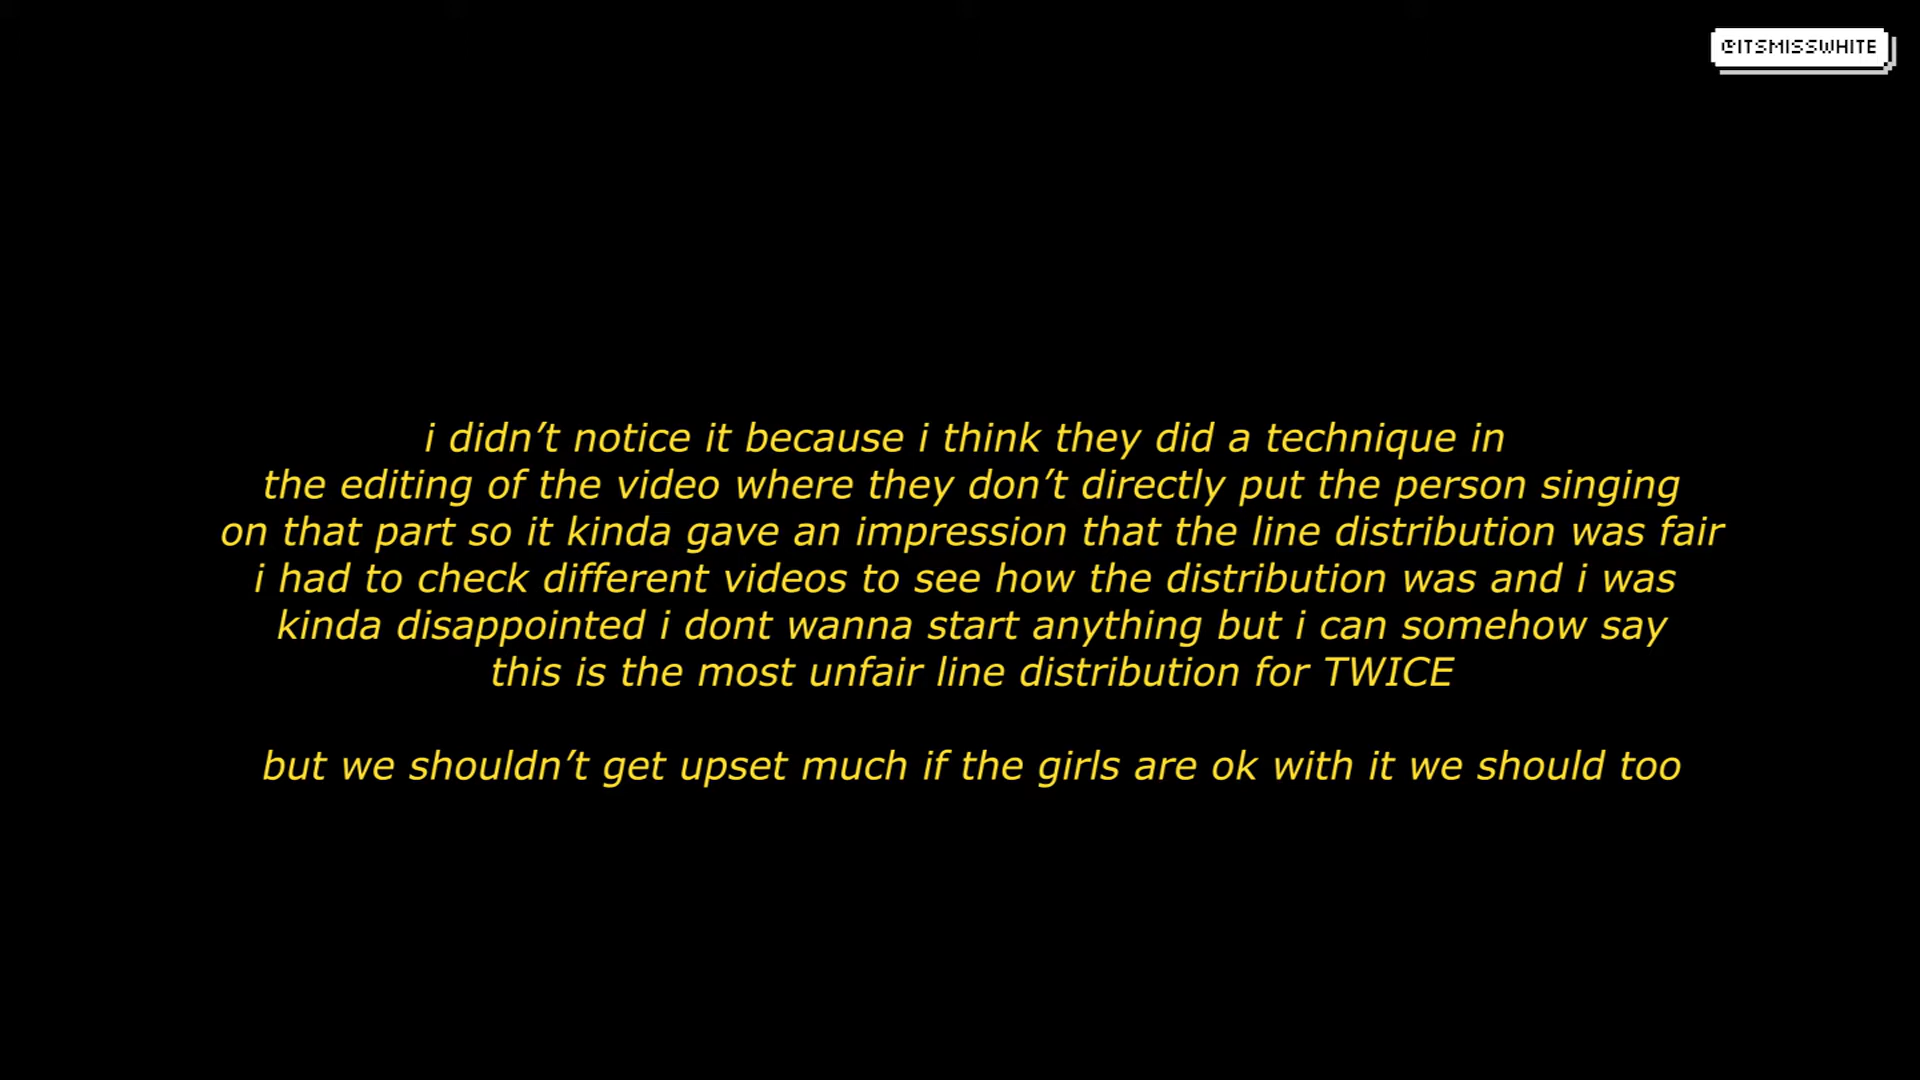 @ITSMISSWHITE
i didn’t notice it because i think they did a technique in
the editing of the video where they don’t directly put the person singing
on that part so it kinda gave an impression that the line distribution was fair
i had to check different videos to see how the distribution was and i was
kinda disappointed i dont wanna start anything but i can somehow say
this is the most unfair line distribution for TWICE
but we shouldn’t get upset much if the girls are ok with it we should too